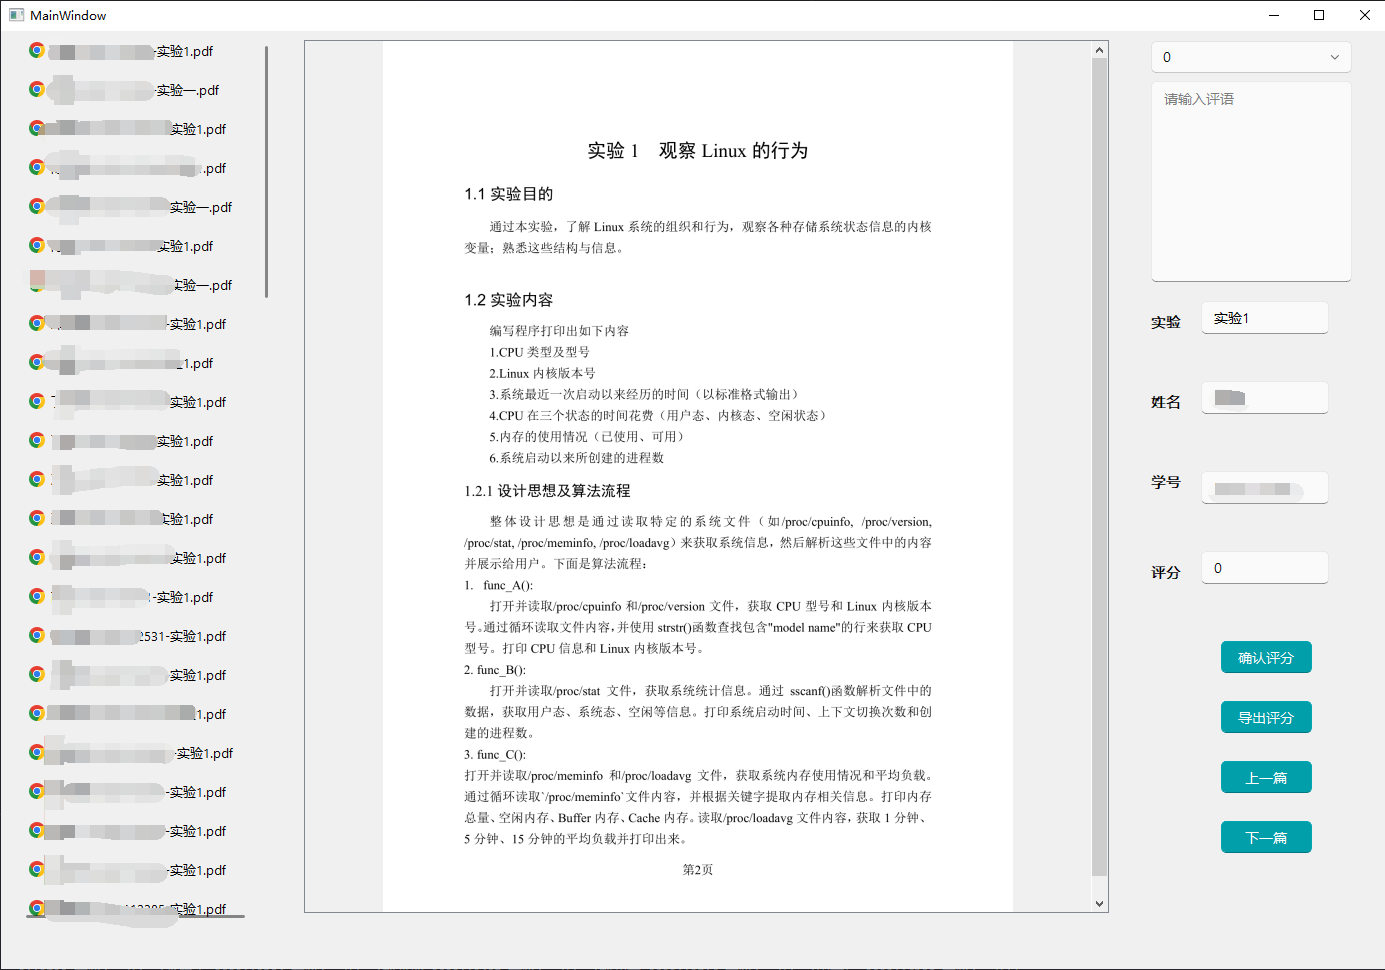 MainWindow
-实验1.pdf
-实验一.pdf
实验1.pdf
.pdf
实验一.pdf
实验1.pdf
实验一.pdf
-实验1.pdf
1.pdf
实验1.pdf
实验1.pdf
-实验1.pdf
实验1.pdf
实验1.pdf
-实验1.pdf
2531-实验1.pdf
-实验1.pdf
1.pdf
-实验1.pdf
-实验1.pdf
-实验1.pdf
-实验1.pdf
-实验1.pdf
实验 1 观察 Linux 的行为
1.1 实验目的
通过本实验，了解 Linux 系统的组织和行为，观察各种存储系统状态信息的内核
变量；熟悉这些结构与信息。
1.2 实验内容
编写程序打印出如下内容
1.CPU 类型及型号
2.Linux 内核版本号
3.系统最近一次启动以来经历的时间（以标准格式输出）
4.CPU 在三个状态的时间花费（用户态、内核态、空闲状态）
5.内存的使用情况（已使用、可用）
6.系统启动以来所创建的进程数
1.2.1 设计思想及算法流程
整体设计思想是通过读取特定的系统文件（如/proc/cpuinfo, /proc/version,
/proc/stat, /proc/meminfo, /proc/loadavg）来获取系统信息，然后解析这些文件中的内容
并展示给用户。下面是算法流程：
1. func_A():
打开并读取/proc/cpuinfo 和/proc/version 文件，获取 CPU 型号和 Linux 内核版本
号。通过循环读取文件内容，并使用 strstr()函数查找包含"model name"的行来获取 CPU
型号。打印 CPU 信息和 Linux 内核版本号。
2. func_B():
打开并读取/proc/stat 文件，获取系统统计信息。通过 sscanf()函数解析文件中的
数据，获取用户态、系统态、空闲等信息。打印系统启动时间、上下文切换次数和创
建的进程数。
3. func_C():
打开并读取/proc/meminfo 和/proc/loadavg 文件，获取系统内存使用情况和平均负载。
通过循环读取`/proc/meminfo`文件内容，并根据关键字提取内存相关信息。打印内存
总量、空闲内存、Buffer 内存、Cache 内存。读取/proc/loadavg 文件内容，获取 1 分钟、
5 分钟、15 分钟的平均负载并打印出来。
第2页
0
请输入评语
实验 实验1
姓名
学号
评分 0
确认评分
导出评分
上一篇
下一篇